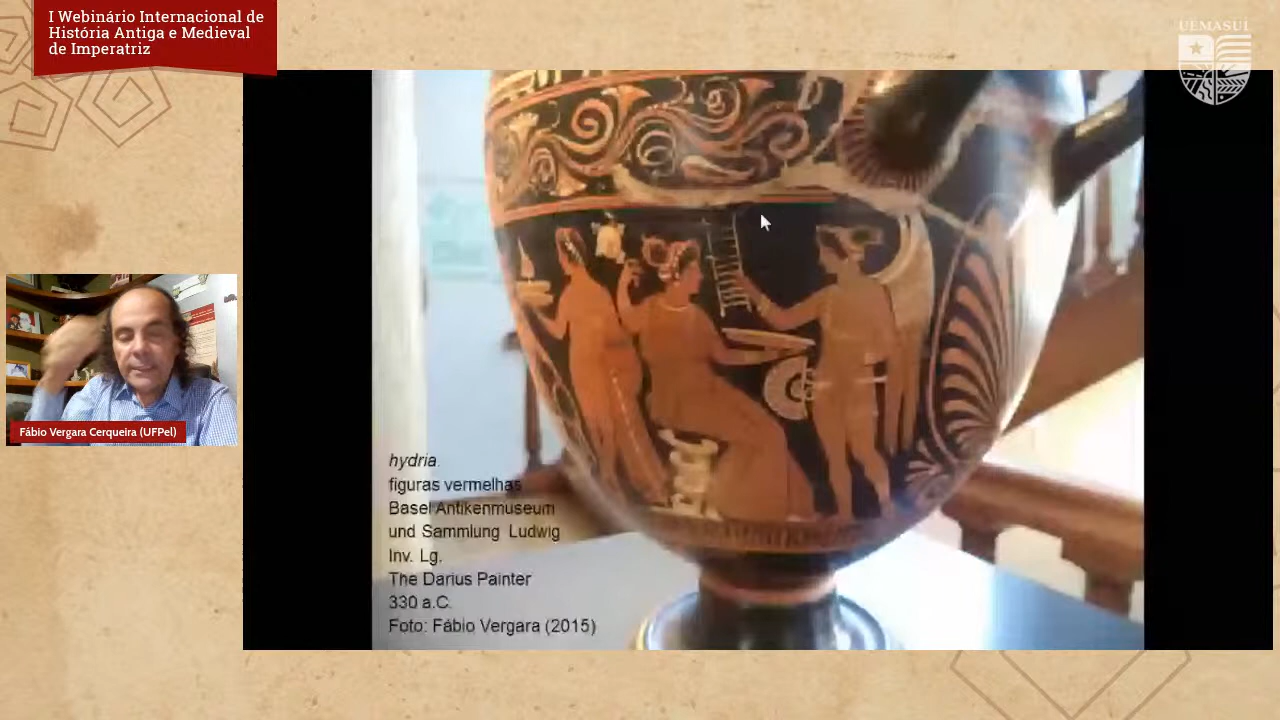 I Webinário Internacional de
História Antiga e Medieval
de Imperatriz
UEMASUL
Fábio Vergara Cerqueira (UFPel)
hydria
figuras vermelhas
Basel Antikenmuseum
und Sammlung Ludwig
Inv. Lg.
The Darius Painter
330 a.C.
Foto: Fábio Vergara (2015)